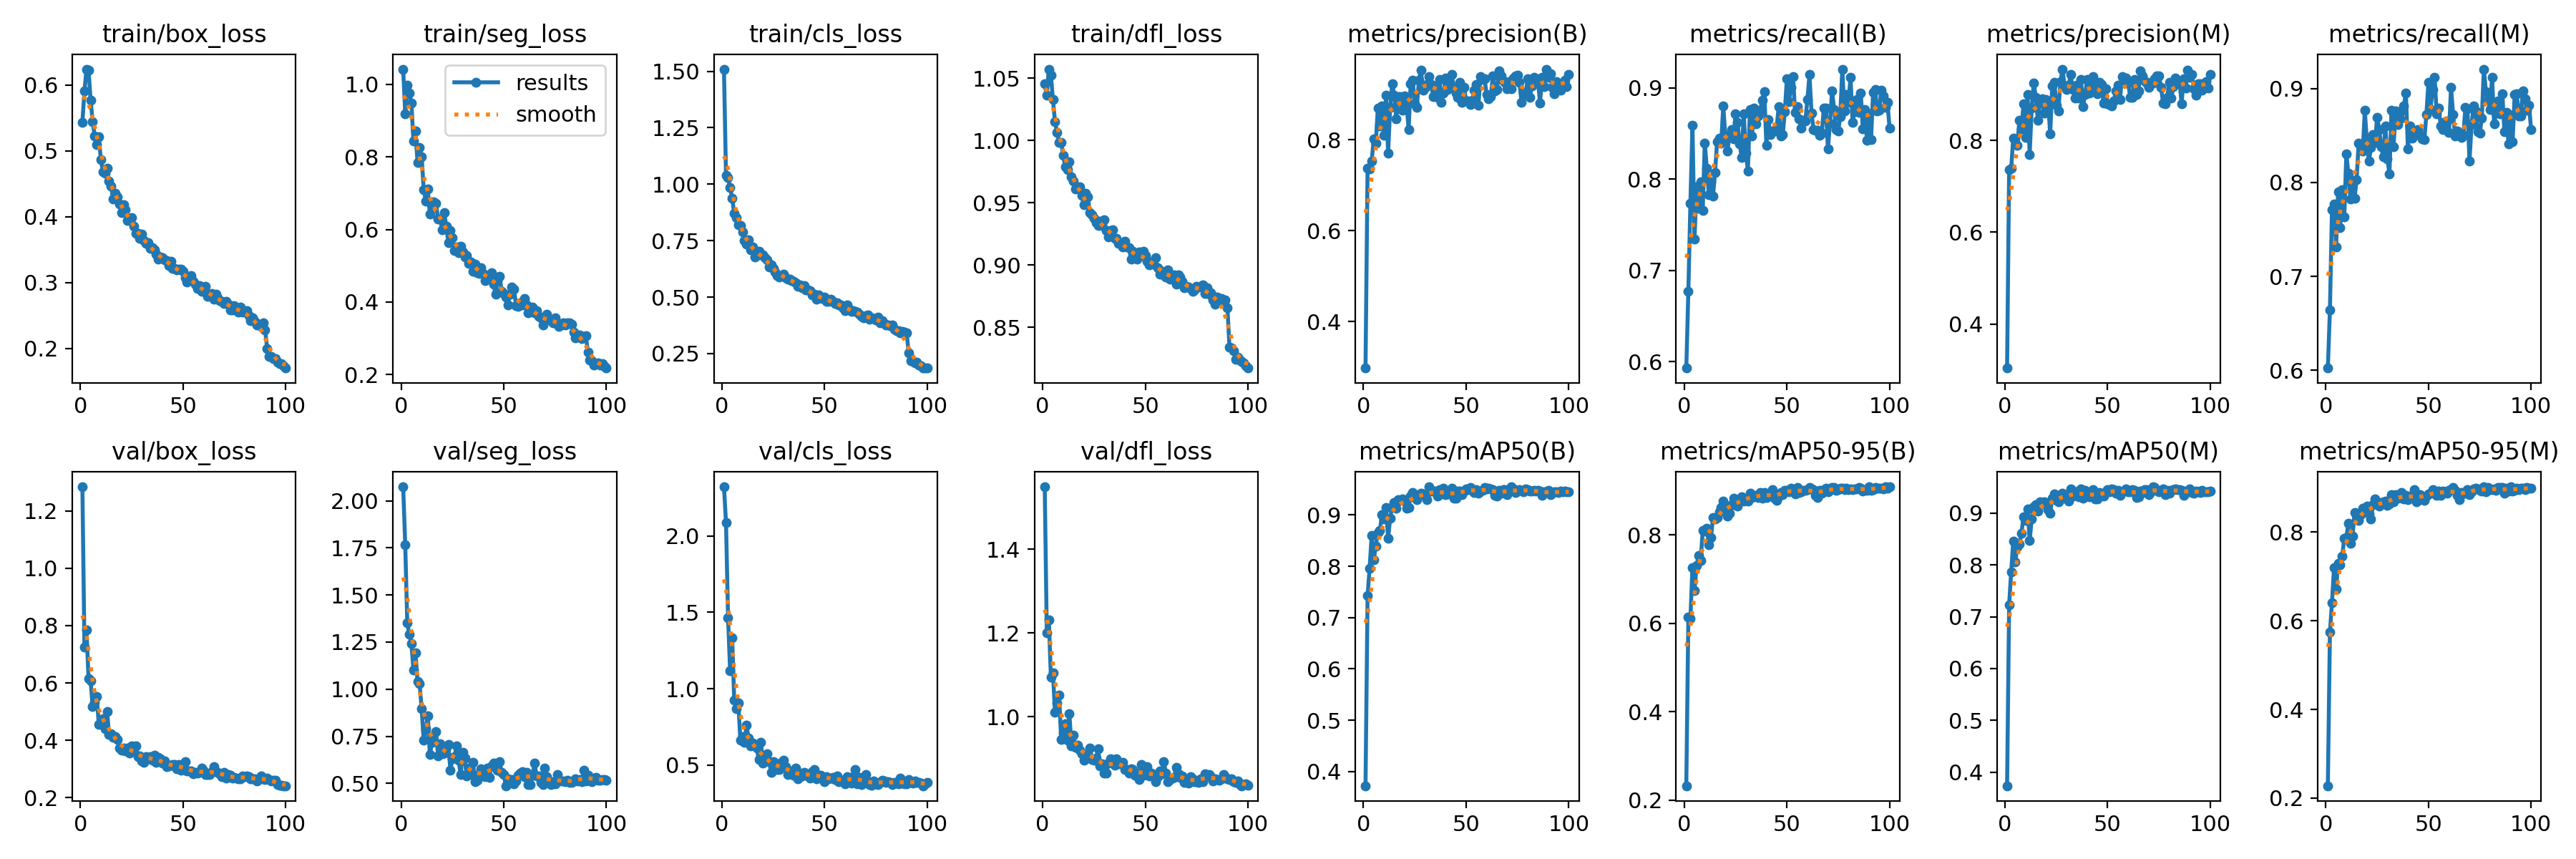 train/box_loss
train/seg_loss
train/cls_loss
train/dfl_loss
metrics/precision(B)
metrics/recall(B)
metrics/precision(M)
metrics/recall(M)
0.6
0.5
0.4
0.3
0.2
0 50 100
1.0
0.8
0.6
0.4
0.2
0 50 100
results
smooth
1.50
1.25
1.00
0.75
0.50
0.25
0 50 100
1.05
1.00
0.95
0.90
0.85
0 50 100
0.8
0.6
0.4
0 50 100
0.9
0.8
0.7
0.6
0 50 100
0.8
0.6
0.4
0 50 100
0.9
0.8
0.7
0.6
0 50 100
val/box_loss
val/seg_loss
val/cls_loss
val/dfl_loss
metrics/mAP50(B)
metrics/mAP50-95(B)
metrics/mAP50(M)
metrics/mAP50-95(M)
1.2
1.0
0.8
0.6
0.4
0.2
0 50 100
2.00
1.75
1.50
1.25
1.00
0.75
0.50
0 50 100
2.0
1.5
1.0
0.5
0 50 100
1.4
1.2
1.0
0 50 100
0.9
0.8
0.7
0.6
0.5
0.4
0 50 100
0.8
0.6
0.4
0.2
0 50 100
0.9
0.8
0.7
0.6
0.5
0.4
0 50 100
0.8
0.6
0.4
0.2
0 50 100